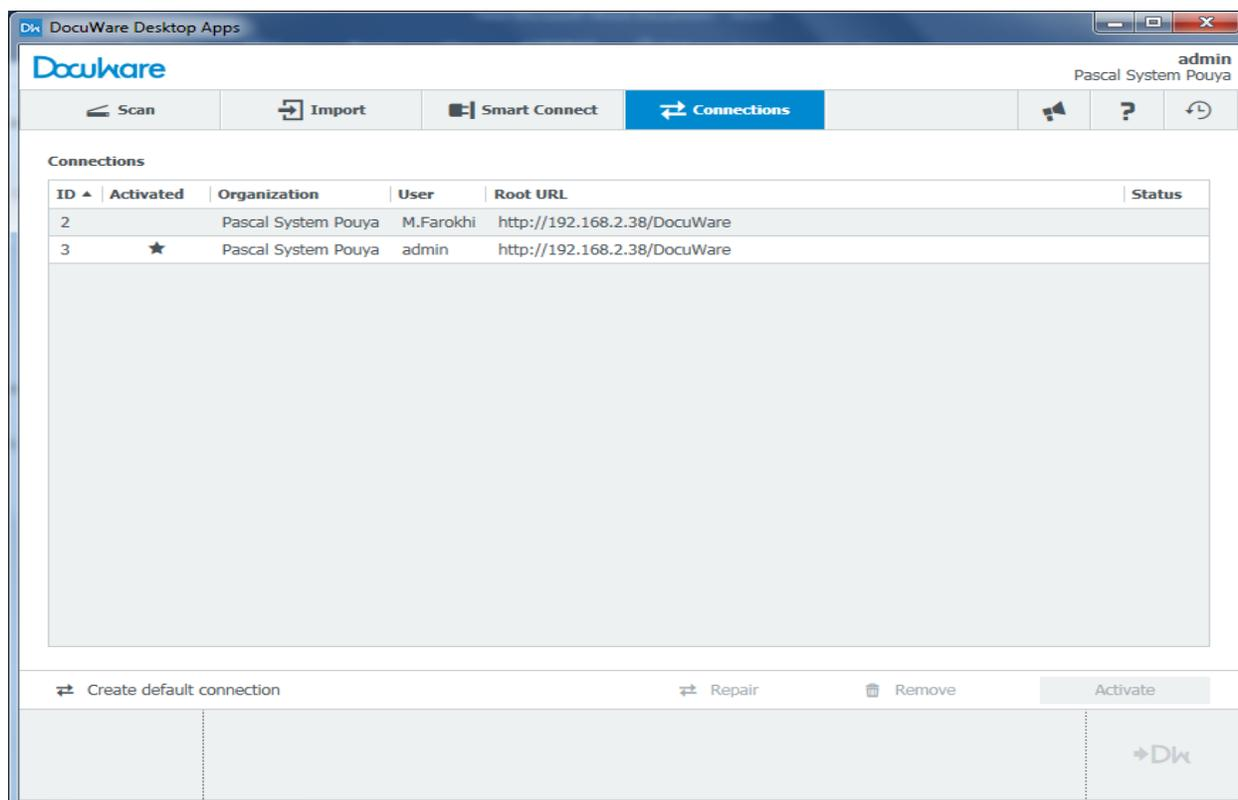 DW DocuWare Desktop Apps
DocuWare
admin
Pascal System Pouya
Scan Import Smart Connect Connections ?
Connections
ID Activated Organization User Root URL Status
2 Pascal System Pouya M.Farokhi http://192.168.2.38/DocuWare
3 Pascal System Pouya admin http://192.168.2.38/DocuWare
Create default connection Repair Remove Activate
DW